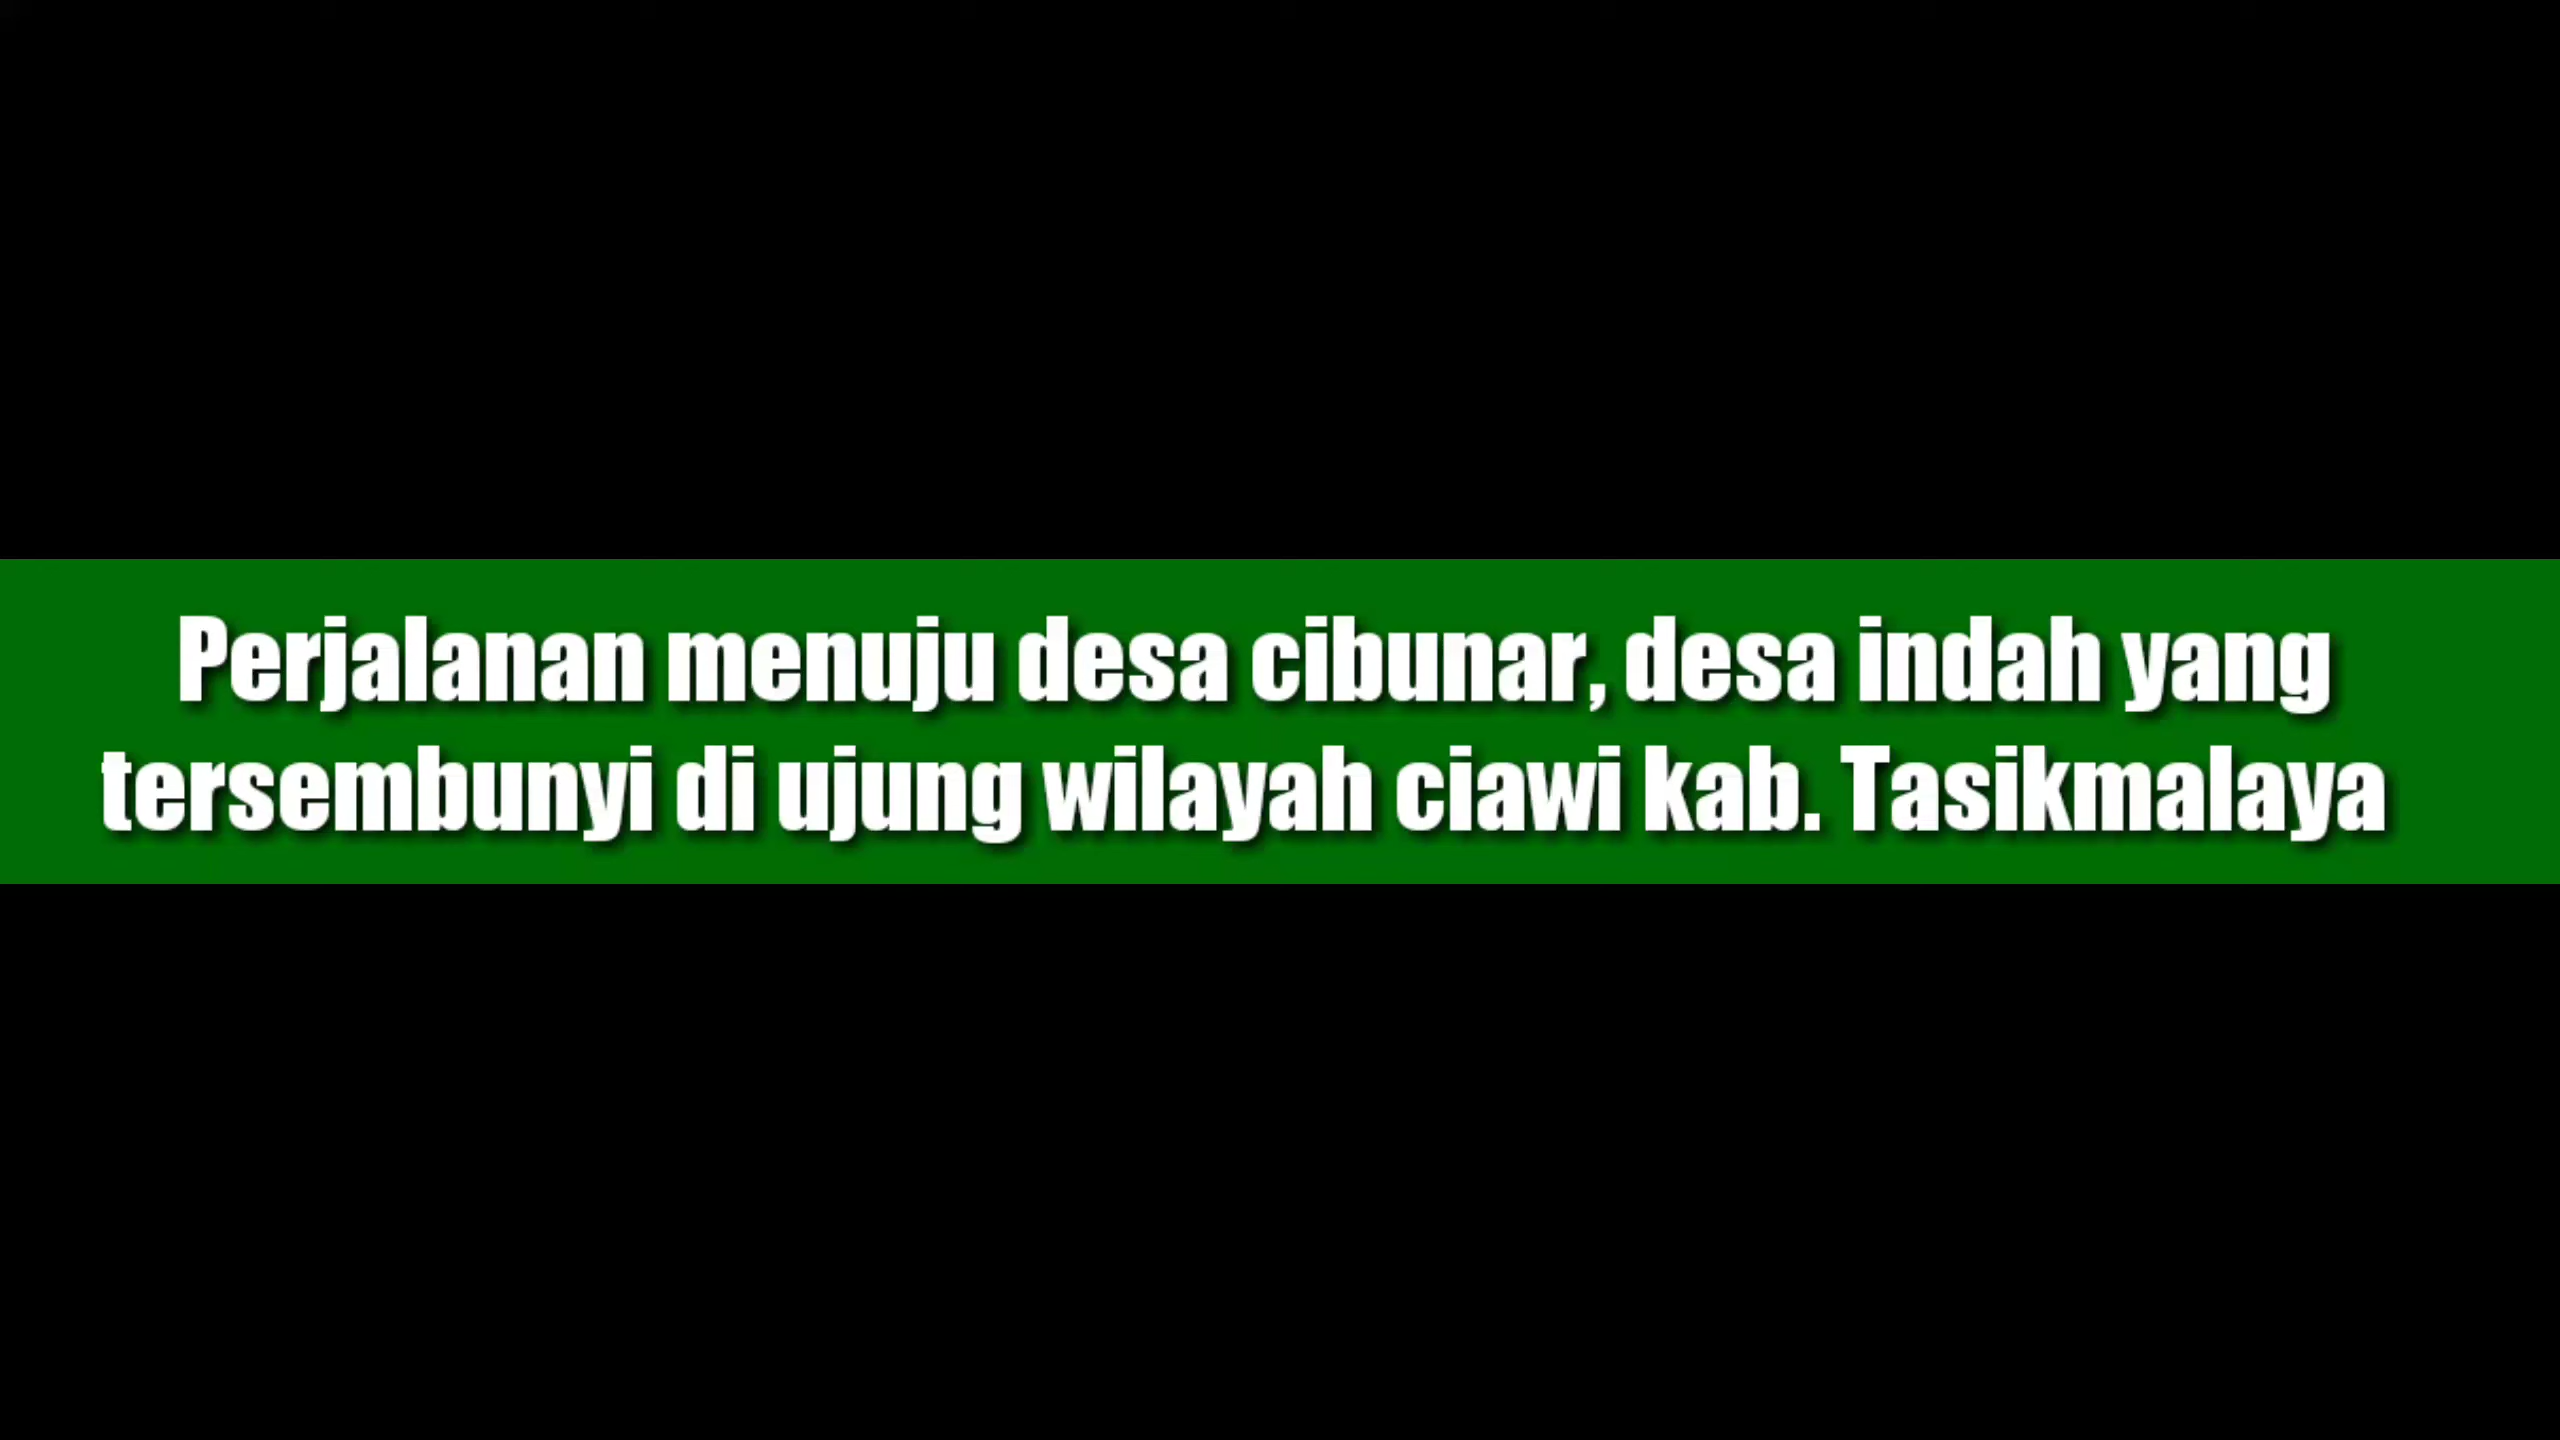 Perjalanan menuju desa cibunar, desa indah yang
tersembunyi di ujung wilayah ciawi kab. Tasikmalaya